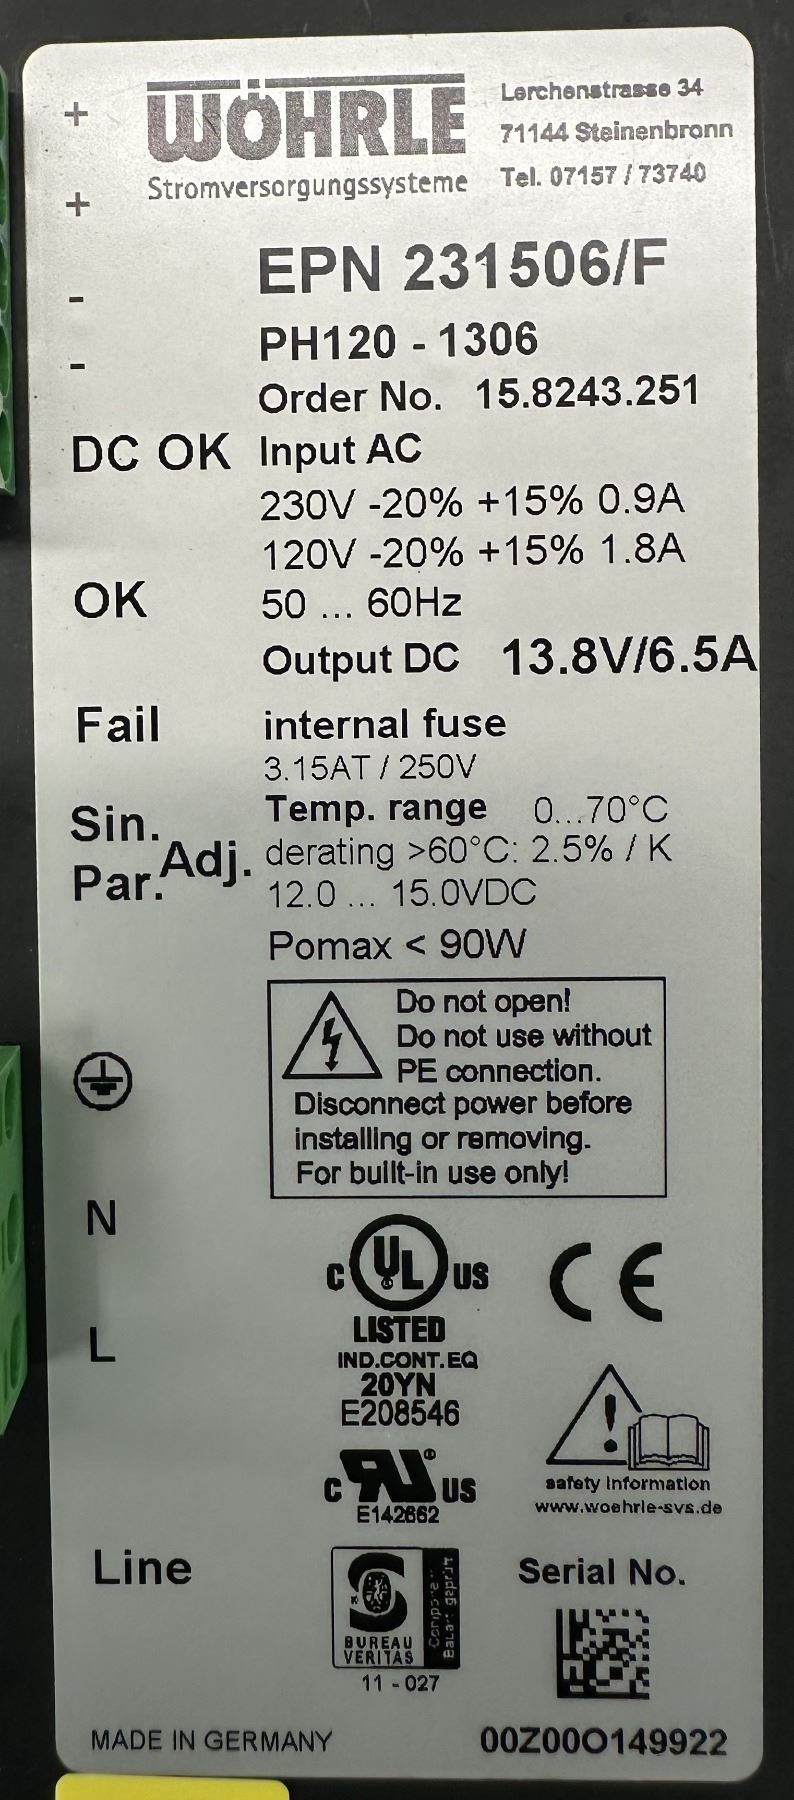 WÖHRLE
Stromversorgungssysteme
Lerchenstrasse 34
71144 Steinenbronn
Tel. 07157 / 73740
+
+
-
-
EPN 231506/F
PH120 - 1306
Order No. 15.8243.251
DC OK
Input AC
230V -20% +15% 0.9A
120V -20% +15% 1.8A
OK
50 ... 60Hz
Output DC 13.8V/6.5A
Fail
internal fuse
3.15AT / 250V
Sin.
Par.
Adj.
Temp. range 0...70°C
derating >60°C: 2.5% / K
12.0 ... 15.0VDC
Pomax < 90W
Do not open!
Do not use without
PE connection.
Disconnect power before
installing or removing.
For built-in use only!
N
L
C UL US
LISTED
IND.CONT.EQ
20YN
E208546
CE
C RU® US
E142662
safety information
www.woehrle-svs.de
Line
BUREAU
VERITAS
11 - 027
Serial No.
MADE IN GERMANY
00Z00O149922